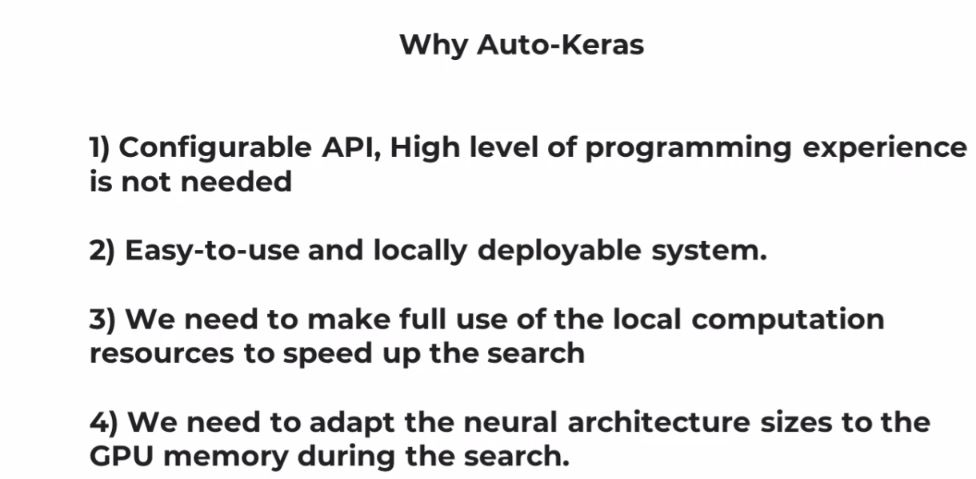 Why Auto-Keras
1) Configurable API, High level of programming experience
is not needed
2) Easy-to-use and locally deployable system.
3) We need to make full use of the local computation
resources to speed up the search
4) We need to adapt the neural architecture sizes to the
GPU memory during the search.